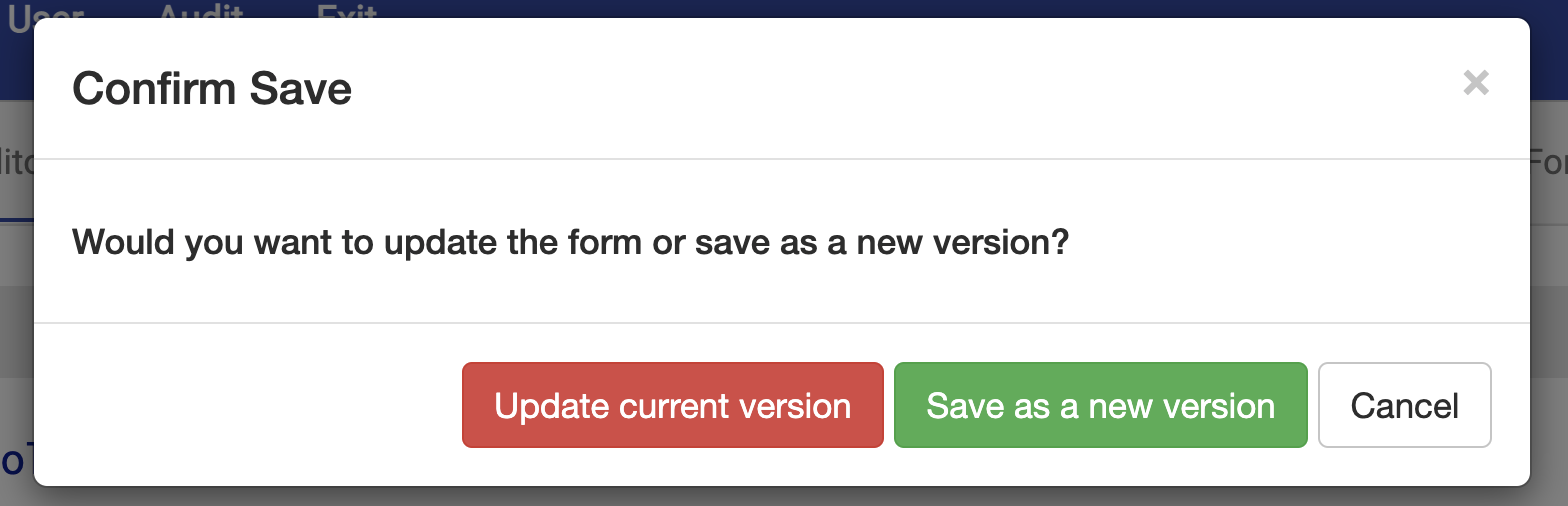 User Audit Exit
Confirm Save
×
Would you want to update the form or save as a new version?
Update current version
Save as a new version
Cancel